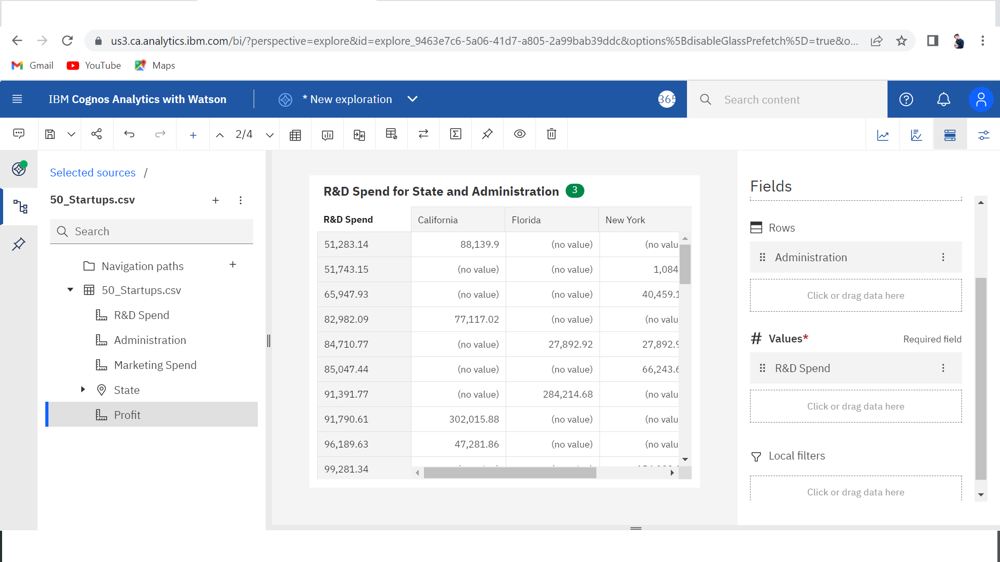 us3.ca.analytics.ibm.com/bi/?perspective=explore&id=explore_9463e7c6-5a06-41d7-a805-2a99bab39ddc&options%5BdisableGlassPrefetch%5D=true&o...
Gmail YouTube Maps
IBM Cognos Analytics with Watson * New exploration 365 Search content
2/4
Selected sources /
50_Startups.csv
Search
Navigation paths
50_Startups.csv
R&D Spend
Administration
Marketing Spend
State
Profit
R&D Spend for State and Administration 3
R&D Spend California Florida New York
51,283.14 88,139.9 (no value) (no valu
51,743.15 (no value) (no value) 1,084
65,947.93 (no value) (no value) 40,459.1
82,982.09 77,117.02 (no value) (no valu
84,710.77 (no value) 27,892.92 27,892.9
85,047.44 (no value) (no value) 66,243.6
91,391.77 (no value) 284,214.68 (no valu
91,790.61 302,015.88 (no value) (no valu
96,189.63 47,281.86 (no value) (no valu
99,281.34
Fields
Rows
Administration
Click or drag data here
# Values* Required field
R&D Spend
Click or drag data here
Local filters
Click or drag data here